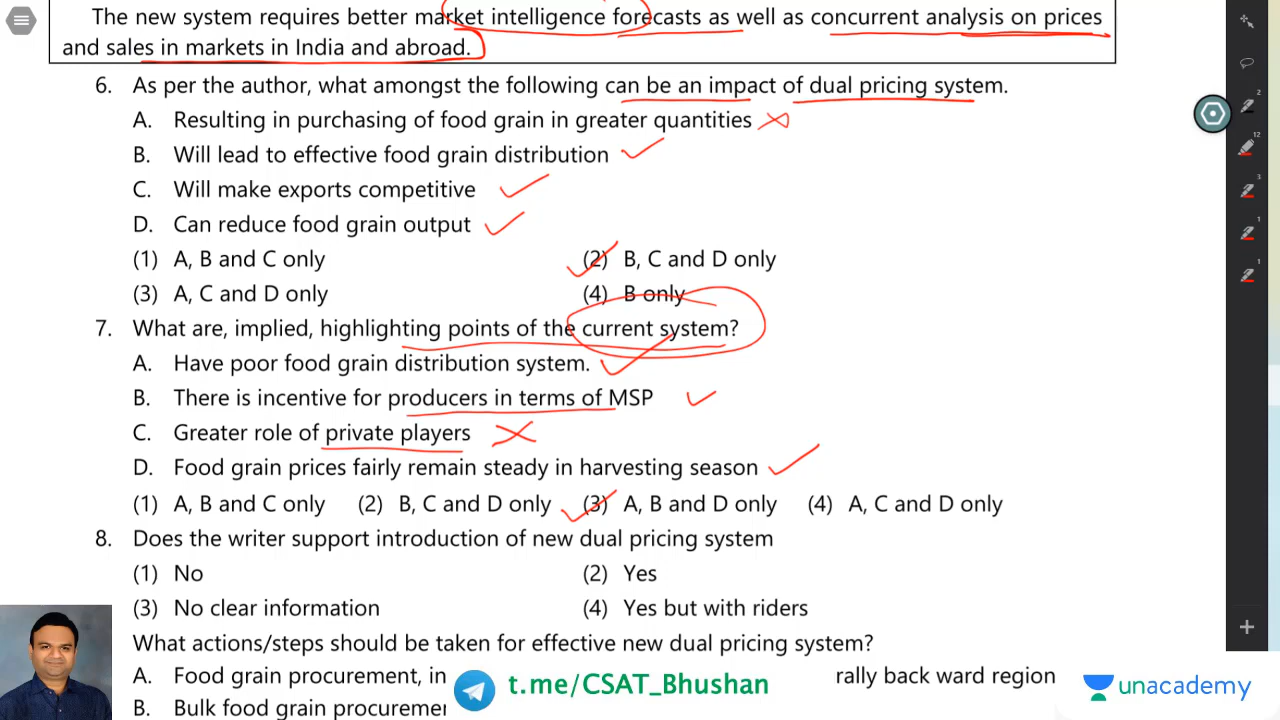 The new system requires better market intelligence forecasts as well as concurrent analysis on prices
and sales in markets in India and abroad.
6. As per the author, what amongst the following can be an impact of dual pricing system.
A. Resulting in purchasing of food grain in greater quantities
B. Will lead to effective food grain distribution
C. Will make exports competitive
D. Can reduce food grain output
(1) A, B and C only (2) B, C and D only
(3) A, C and D only (4) B only
7. What are, implied, highlighting points of the current system?
A. Have poor food grain distribution system.
B. There is incentive for producers in terms of MSP
C. Greater role of private players
D. Food grain prices fairly remain steady in harvesting season
(1) A, B and C only (2) B, C and D only (3) A, B and D only (4) A, C and D only
8. Does the writer support introduction of new dual pricing system
(1) No (2) Yes
(3) No clear information (4) Yes but with riders
What actions/steps should be taken for effective new dual pricing system?
A. Food grain procurement, in rally back ward region
B. Bulk food grain procuremen
t.me/CSAT_Bhushan
unacademy
2
12
3
1
1
1